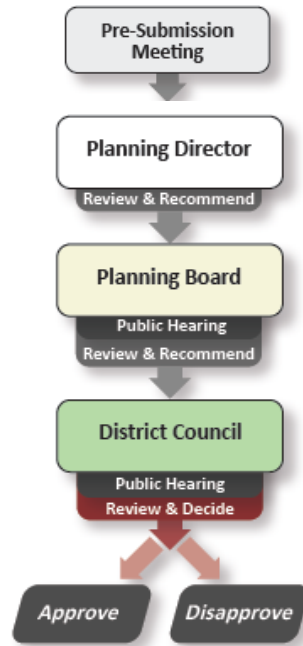 Pre-Submission
Meeting
Planning Director
Review & Recommend
Planning Board
Public Hearing
Review & Recommend
District Council
Public Hearing
Review & Decide
Approve
Disapprove